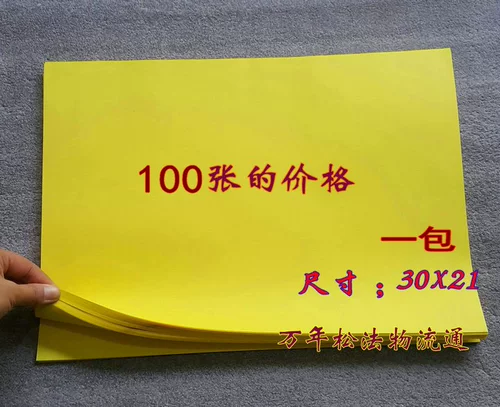 100张的价格
一包
尺寸；30X21
万年松法物流通